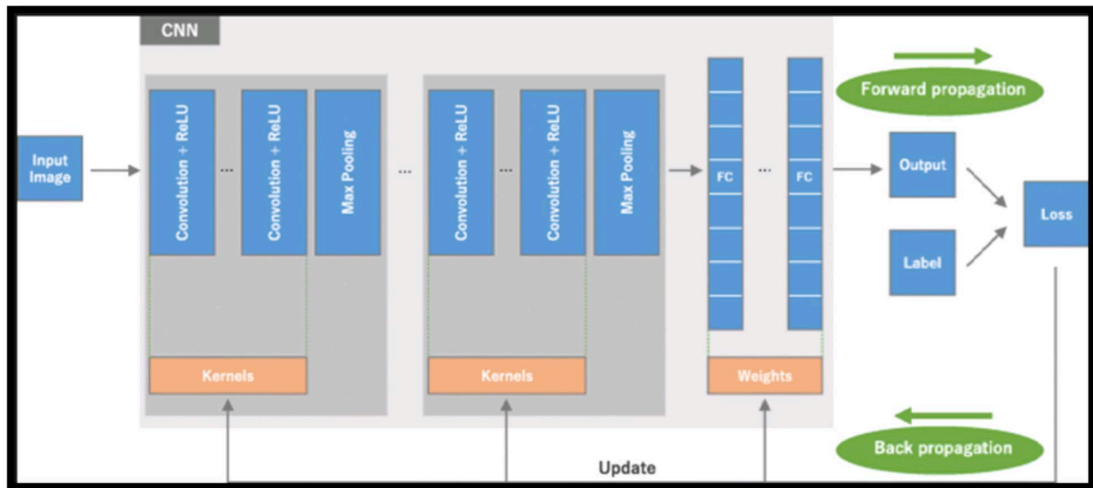 CNN
Forward propagation
Input
Image
Convolution + ReLU
...
Convolution + ReLU
Max Pooling
...
Convolution + ReLU
...
Convolution + ReLU
Max Pooling
FC
...
FC
Output
Label
Loss
Kernels
Kernels
Weights
Back propagation
Update